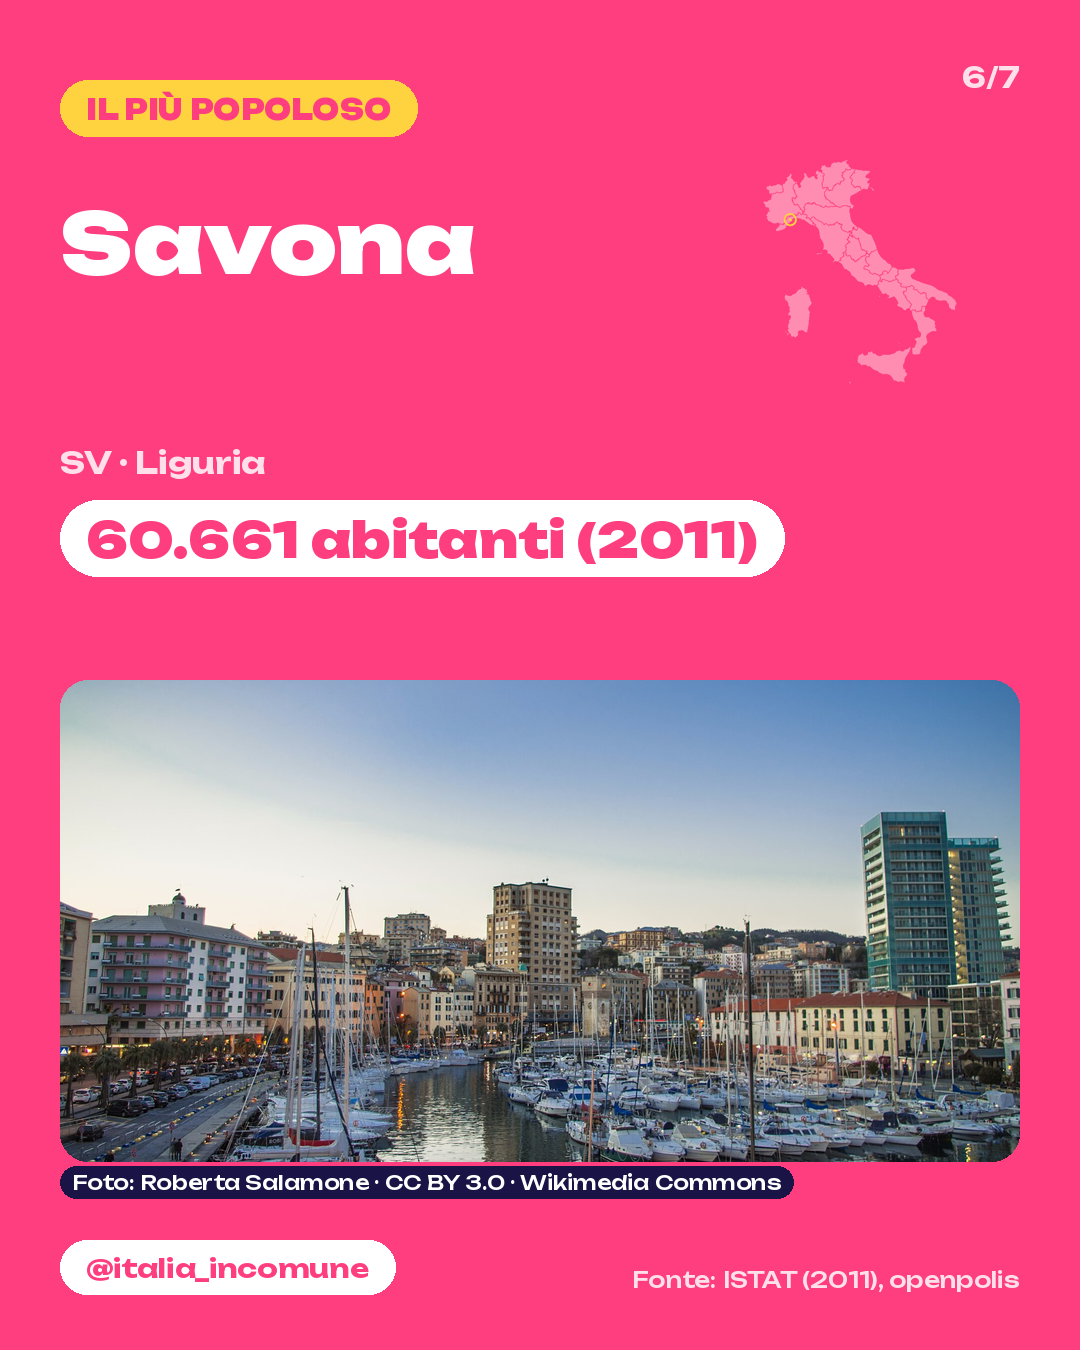 6/7
IL PIÙ POPOLOSO
Savona
SV · Liguria
60.661 abitanti (2011)
Foto: Roberta Salamone · CC BY 3.0 · Wikimedia Commons
@italia_incomune
Fonte: ISTAT (2011), openpolis